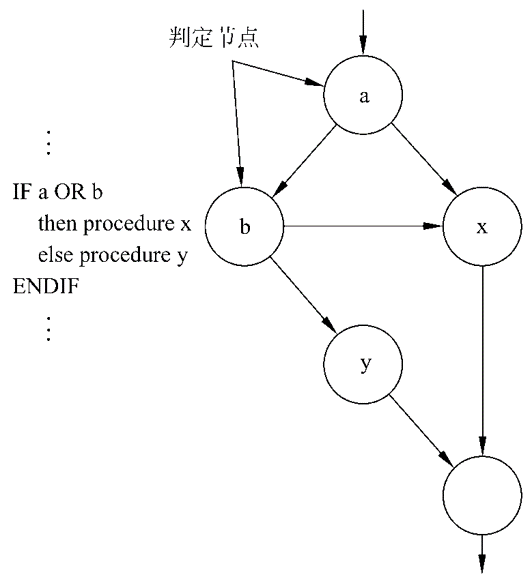 判定节点
a
⋮
IF a OR b
then procedure x
else procedure y
ENDIF
⋮
b
x
y